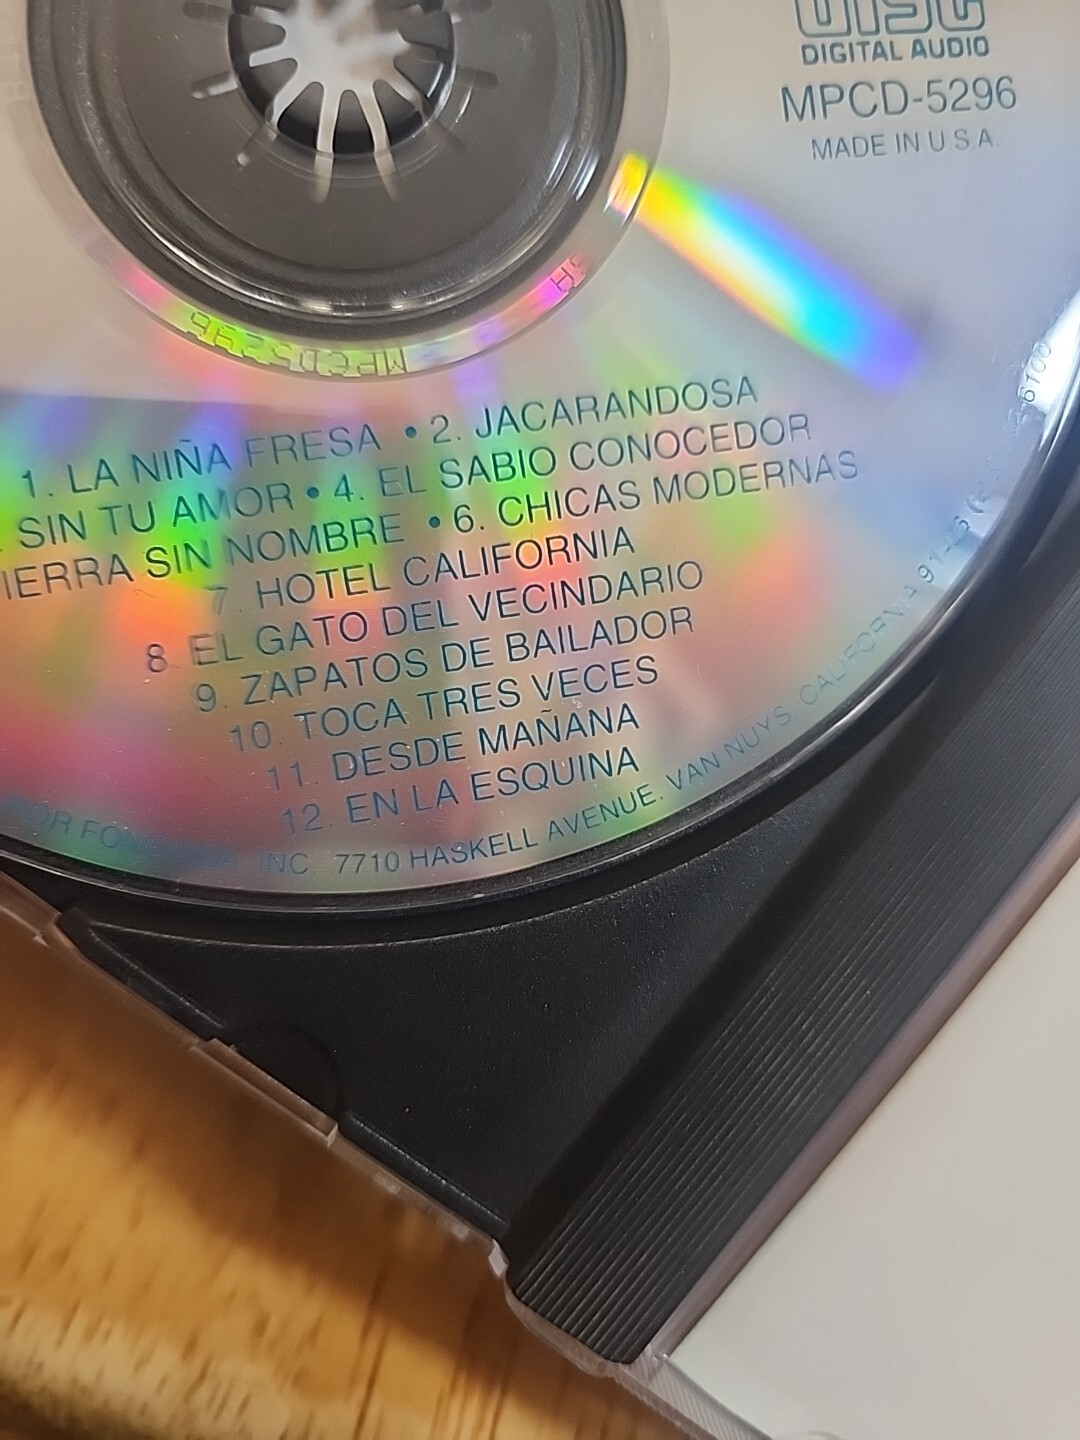 DISC
DIGITAL AUDIO
MPCD-5296
MADE IN U.S.A.
MPCD5296
1. LA NIÑA FRESA • 2. JACARANDOSA
SIN TU AMOR • 4. EL SABIO CONOCEDOR
IERRA SIN NOMBRE • 6. CHICAS MODERNAS
7. HOTEL CALIFORNIA
8. EL GATO DEL VECINDARIO
9. ZAPATOS DE BAILADOR
10. TOCA TRES VECES
11. DESDE MAÑANA
12. EN LA ESQUINA
INC. 7710 HASKELL AVENUE. VAN NUYS. CALIFORNIA